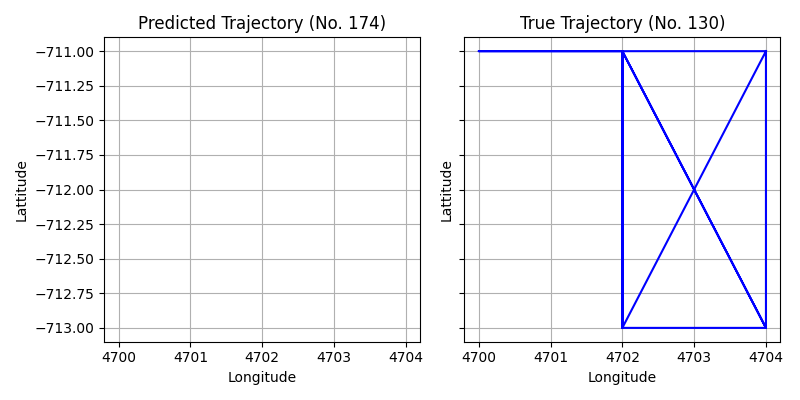 Predicted Trajectory (No. 174)
−711.00
−711.25
−711.50
−711.75
−712.00
−712.25
−712.50
−712.75
−713.00
Lattitude
4700 4701 4702 4703 4704
Longitude
True Trajectory (No. 130)
Lattitude
4700 4701 4702 4703 4704
Longitude